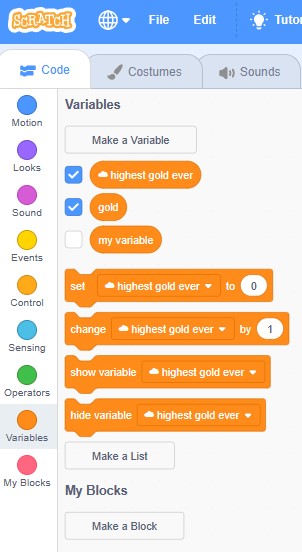 SCRATCH File Edit Tutor
Code Costumes Sounds
Motion
Looks
Sound
Events
Control
Sensing
Operators
Variables
My Blocks
Variables
Make a Variable
highest gold ever
gold
my variable
set highest gold ever to 0
change highest gold ever by 1
show variable highest gold ever
hide variable highest gold ever
Make a List
My Blocks
Make a Block